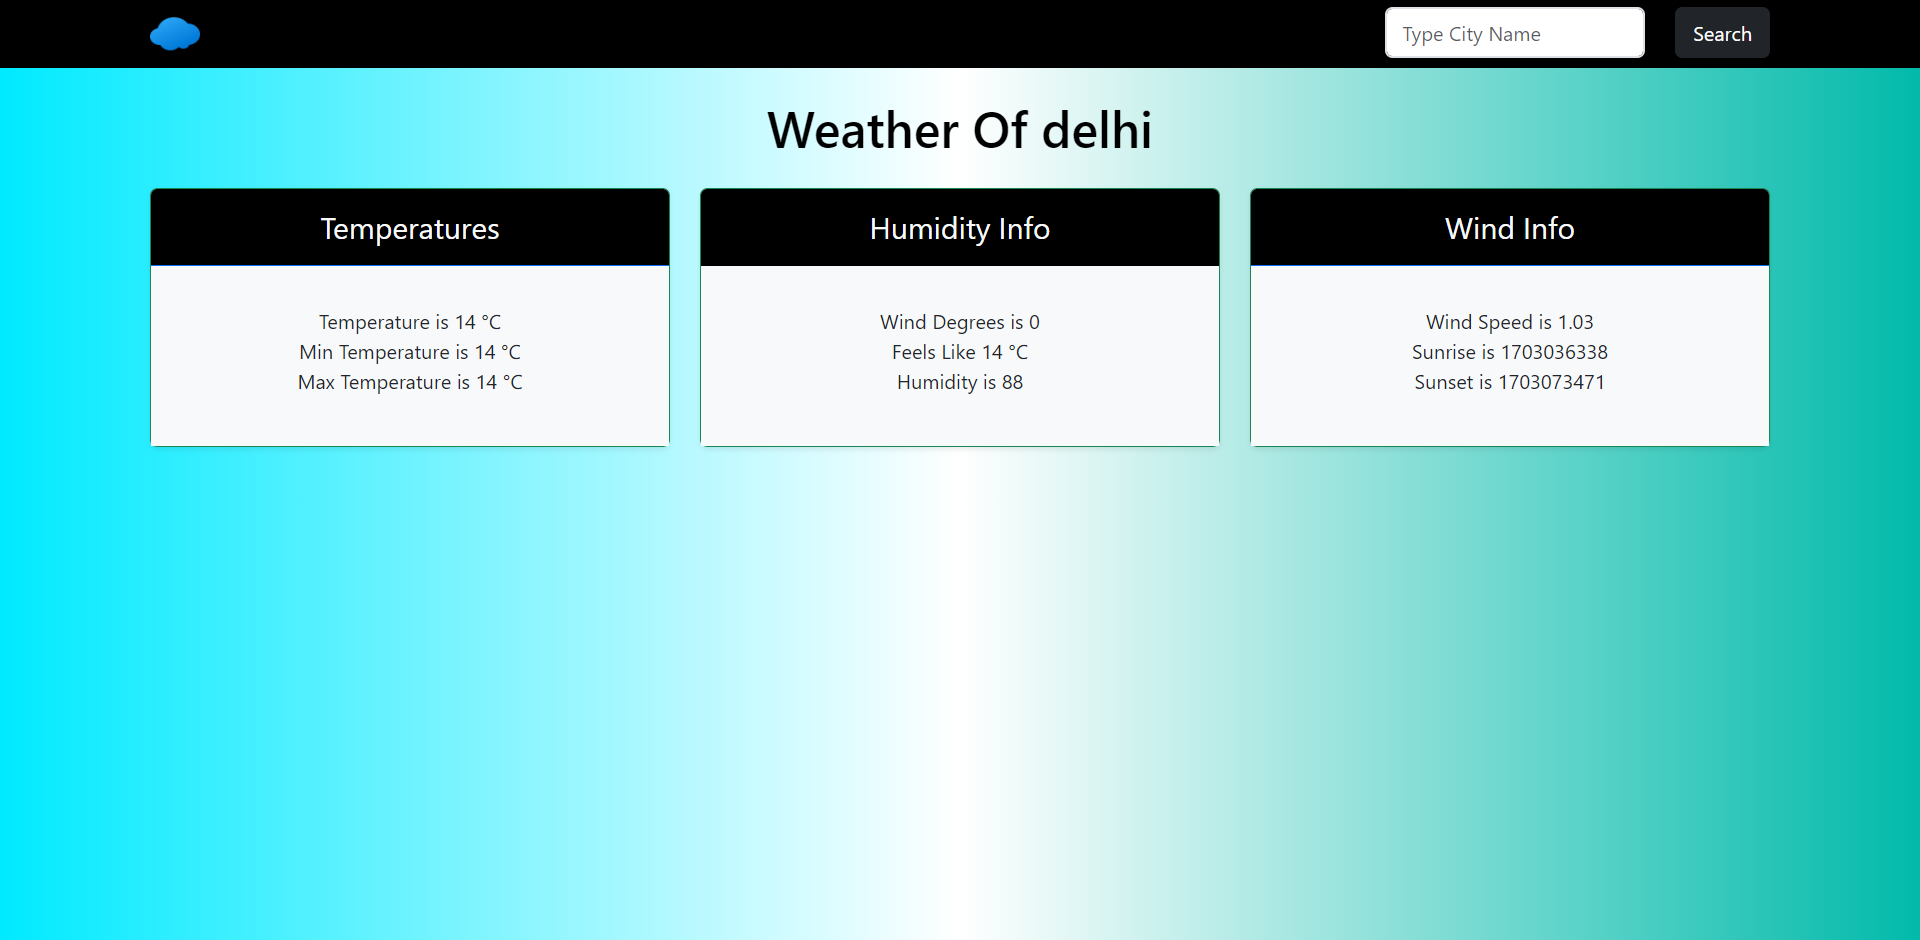 Type City Name
Search
Weather Of delhi
Temperatures
Temperature is 14 °C
Min Temperature is 14 °C
Max Temperature is 14 °C
Humidity Info
Wind Degrees is 0
Feels Like 14 °C
Humidity is 88
Wind Info
Wind Speed is 1.03
Sunrise is 1703036338
Sunset is 1703073471